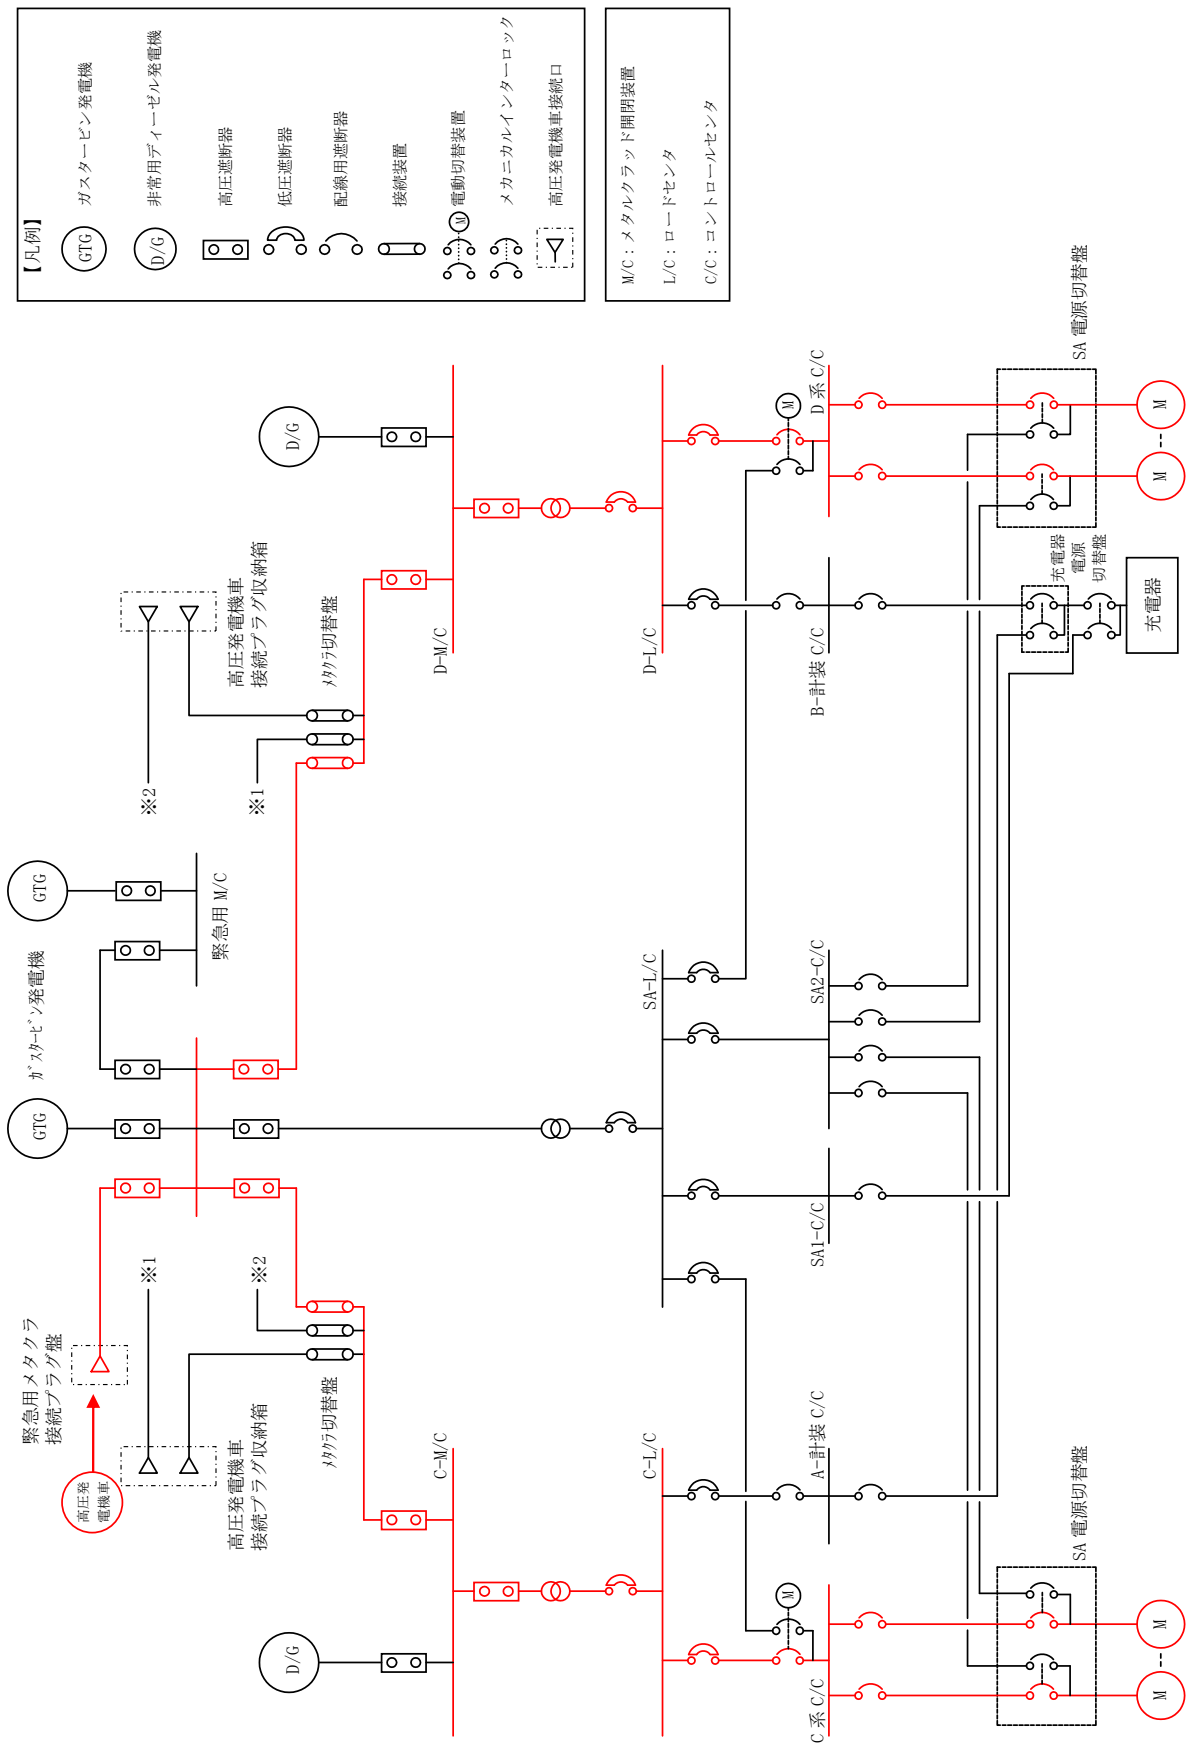 【凡例】
GTG ガスタービン発電機
D/G 非常用ディーゼル発電機
高圧遮断器
低圧遮断器
配線用遮断器
接続装置
M 電動切替装置
メカニカルインターロック
高圧発電機車接続口
M/C：メタルクラッド開閉装置
L/C：ロードセンタ
C/C：コントロールセンタ
緊急用メタクラ
接続プラグ盤
高圧発
電機車
ｶﾞｽﾀｰﾋﾞﾝ発電機
GTG
GTG
※1
※2
緊急用 M/C
※2
※1
高圧発電機車
接続プラグ収納箱
高圧発電機車
接続プラグ収納箱
ﾒﾀｸﾗ切替盤
ﾒﾀｸﾗ切替盤
D/G
D/G
C-M/C
D-M/C
C-L/C
SA-L/C
D-L/C
M
M
C 系 C/C
A-計装 C/C
SA1-C/C
SA2-C/C
B-計装 C/C
D 系 C/C
SA 電源切替盤
充電器
電源
切替盤
SA 電源切替盤
M
M
充電器
M
M